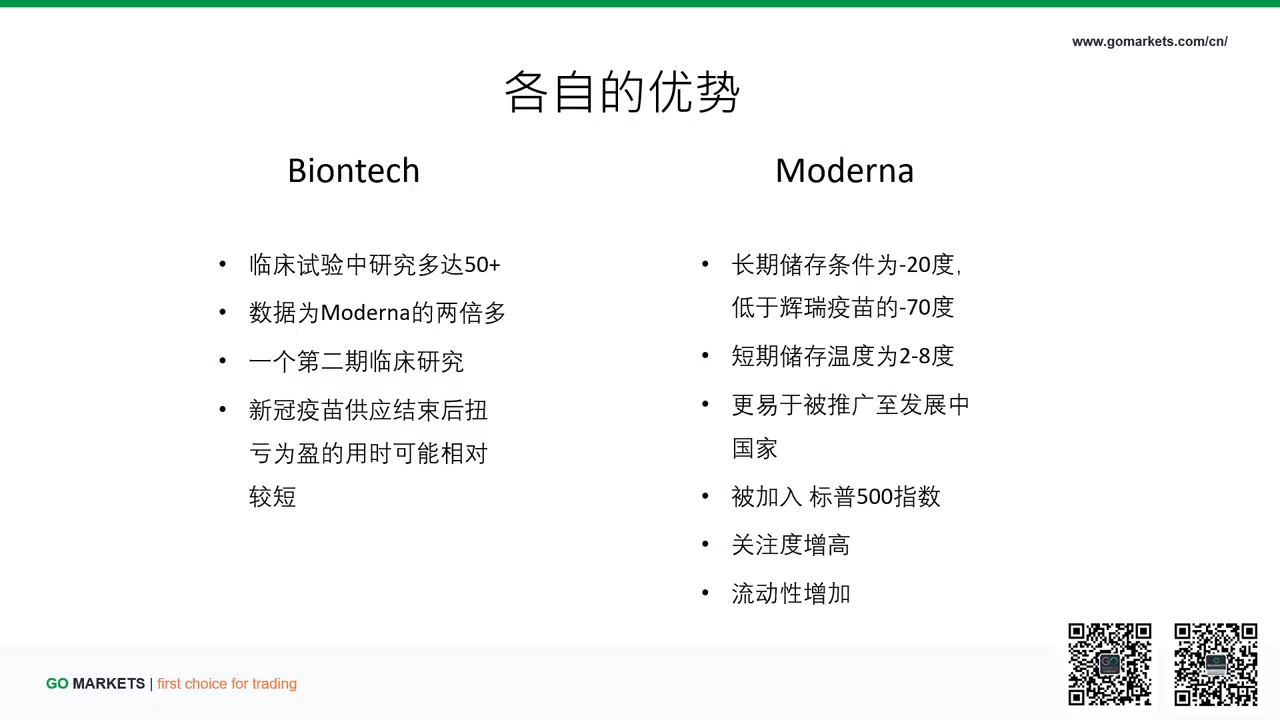 www.gomarkets.com/cn/
各自的优势
Biontech
• 临床试验中研究多达50+
• 数据为Moderna的两倍多
• 一个第二期临床研究
• 新冠疫苗供应结束后扭
亏为盈的用时可能相对
较短
Moderna
• 长期储存条件为-20度，
低于辉瑞疫苗的-70度
• 短期储存温度为2-8度
• 更易于被推广至发展中
国家
• 被加入 标普500指数
• 关注度增高
• 流动性增加
GO MARKETS | first choice for trading